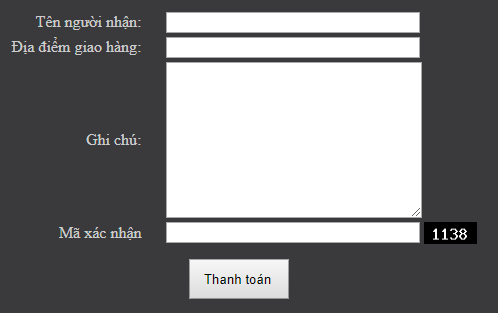 Tên người nhận:
Địa điểm giao hàng:
Ghi chú:
Mã xác nhận 1138
Thanh toán